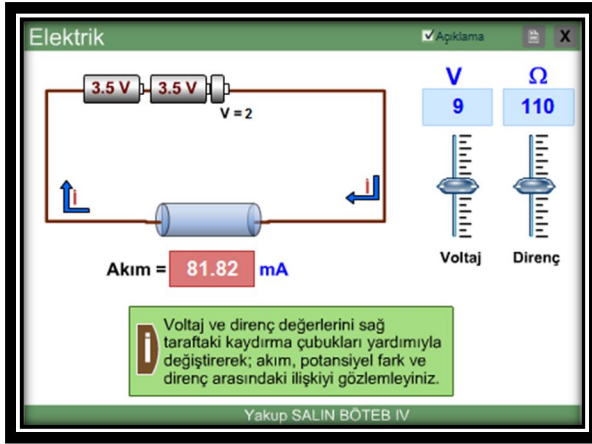 Elektrik
Açıklama
X
3.5 V 3.5 V
V = 2
V Ω
9 110
i i
Voltaj Direnç
Akım = 81.82 mA
i
Voltaj ve direnç değerlerini sağ
taraftaki kaydırma çubukları yardımıyla
değiştirerek; akım, potansiyel fark ve
direnç arasındaki ilişkiyi gözlemleyiniz.
Yakup SALIN BÖTEB IV